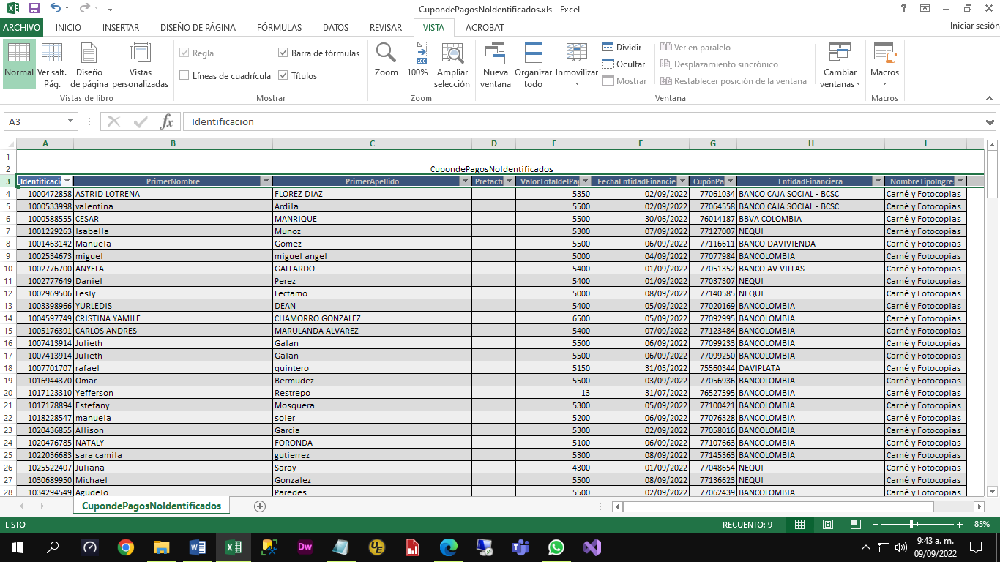 CupondePagosNoIdentificados.xls - Excel
ARCHIVO INICIO INSERTAR DISEÑO DE PÁGINA FÓRMULAS DATOS REVISAR VISTA ACROBAT Iniciar sesión
Normal Ver salt. Pág. Diseño de página Vistas personalizadas
Vistas de libro
Regla Barra de fórmulas
Líneas de cuadrícula Títulos
Mostrar
Zoom 100% Ampliar selección
Zoom
Nueva ventana Organizar todo Inmovilizar
Dividir Ver en paralelo
Ocultar Desplazamiento sincrónico
Mostrar Restablecer posición de la ventana
Ventana
Cambiar ventanas
Macros
Macros
A3 fx Identificacion
A B C D E F G H I
1
2 CupondePagosNoIdentificados
3 Identificaci PrimerNombre PrimerApellido Prefactu ValorTotaldelPa FechaEntidadFinancie CupónPa EntidadFinanciera NombreTipoIngre
4 1000472858 ASTRID LOTRENA FLOREZ DIAZ 5350 02/09/2022 77061034 BANCO CAJA SOCIAL - BCSC Carné y Fotocopias
5 1000533998 valentina Ardila 5500 02/09/2022 77064558 BANCO CAJA SOCIAL - BCSC Carné y Fotocopias
6 1000588555 CESAR MANRIQUE 5500 30/06/2022 76014187 BBVA COLOMBIA Carné y Fotocopias
7 1001229263 Isabella Munoz 5300 07/09/2022 77127007 NEQUI Carné y Fotocopias
8 1001463142 Manuela Gomez 5500 06/09/2022 77116611 BANCO DAVIVIENDA Carné y Fotocopias
9 1002534673 miguel miguel angel 5000 04/09/2022 77077984 BANCOLOMBIA Carné y Fotocopias
10 1002776700 ANYELA GALLARDO 5400 01/09/2022 77051352 BANCO AV VILLAS Carné y Fotocopias
11 1002777649 Daniel Perez 5400 01/09/2022 77037307 NEQUI Carné y Fotocopias
12 1002969506 Lesly Lectamo 5000 08/09/2022 77140585 NEQUI Carné y Fotocopias
13 1003398966 YURLEDIS DEAN 5400 05/09/2022 77020169 BANCOLOMBIA Carné y Fotocopias
14 1004597749 CRISTINA YAMILE CHAMORRO GONZALEZ 6500 05/09/2022 77092995 BANCOLOMBIA Carné y Fotocopias
15 1005176391 CARLOS ANDRES MARULANDA ALVAREZ 5400 07/09/2022 77123484 BANCOLOMBIA Carné y Fotocopias
16 1007413914 Julieth Galan 5500 06/09/2022 77099233 BANCOLOMBIA Carné y Fotocopias
17 1007413914 Julieth Galan 5500 06/09/2022 77099250 BANCOLOMBIA Carné y Fotocopias
18 1007701707 rafael quintero 5150 31/05/2022 75560344 DAVIPLATA Carné y Fotocopias
19 1016944370 Omar Bermudez 5500 03/09/2022 77056936 BANCOLOMBIA Carné y Fotocopias
20 1017123310 Yefferson Restrepo 13 31/07/2022 76527595 BANCOLOMBIA Carné y Fotocopias
21 1017178894 Estefany Mosquera 5300 05/09/2022 77100421 BANCOLOMBIA Carné y Fotocopias
22 1018228547 manuela soler 5200 06/09/2022 77076328 BANCOLOMBIA Carné y Fotocopias
23 1020436855 Allison Garcia 5300 02/09/2022 77058016 BANCOLOMBIA Carné y Fotocopias
24 1020476785 NATALY FORONDA 5100 06/09/2022 77107663 BANCOLOMBIA Carné y Fotocopias
25 1022036683 sara camila gutierrez 5300 08/09/2022 77145363 BANCOLOMBIA Carné y Fotocopias
26 1025522407 Juliana Saray 4300 01/09/2022 77048654 NEQUI Carné y Fotocopias
27 1030689950 Michael Gonzalez 5500 08/09/2022 77136623 NEQUI Carné y Fotocopias
28 1034294549 Agudelo Paredes 5500 02/09/2022 77062439 BANCOLOMBIA Carné y Fotocopias
CupondePagosNoIdentificados
LISTO RECUENTO: 9 85%
Dw UE
9:43 a. m.
09/09/2022